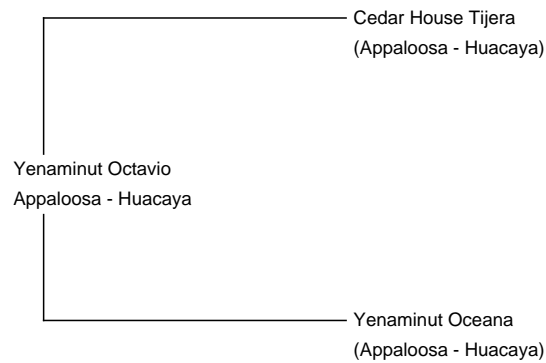 Cedar House Tijera
(Appaloosa - Huacaya)
Yenaminut Octavio
Appaloosa - Huacaya
Yenaminut Oceana
(Appaloosa - Huacaya)